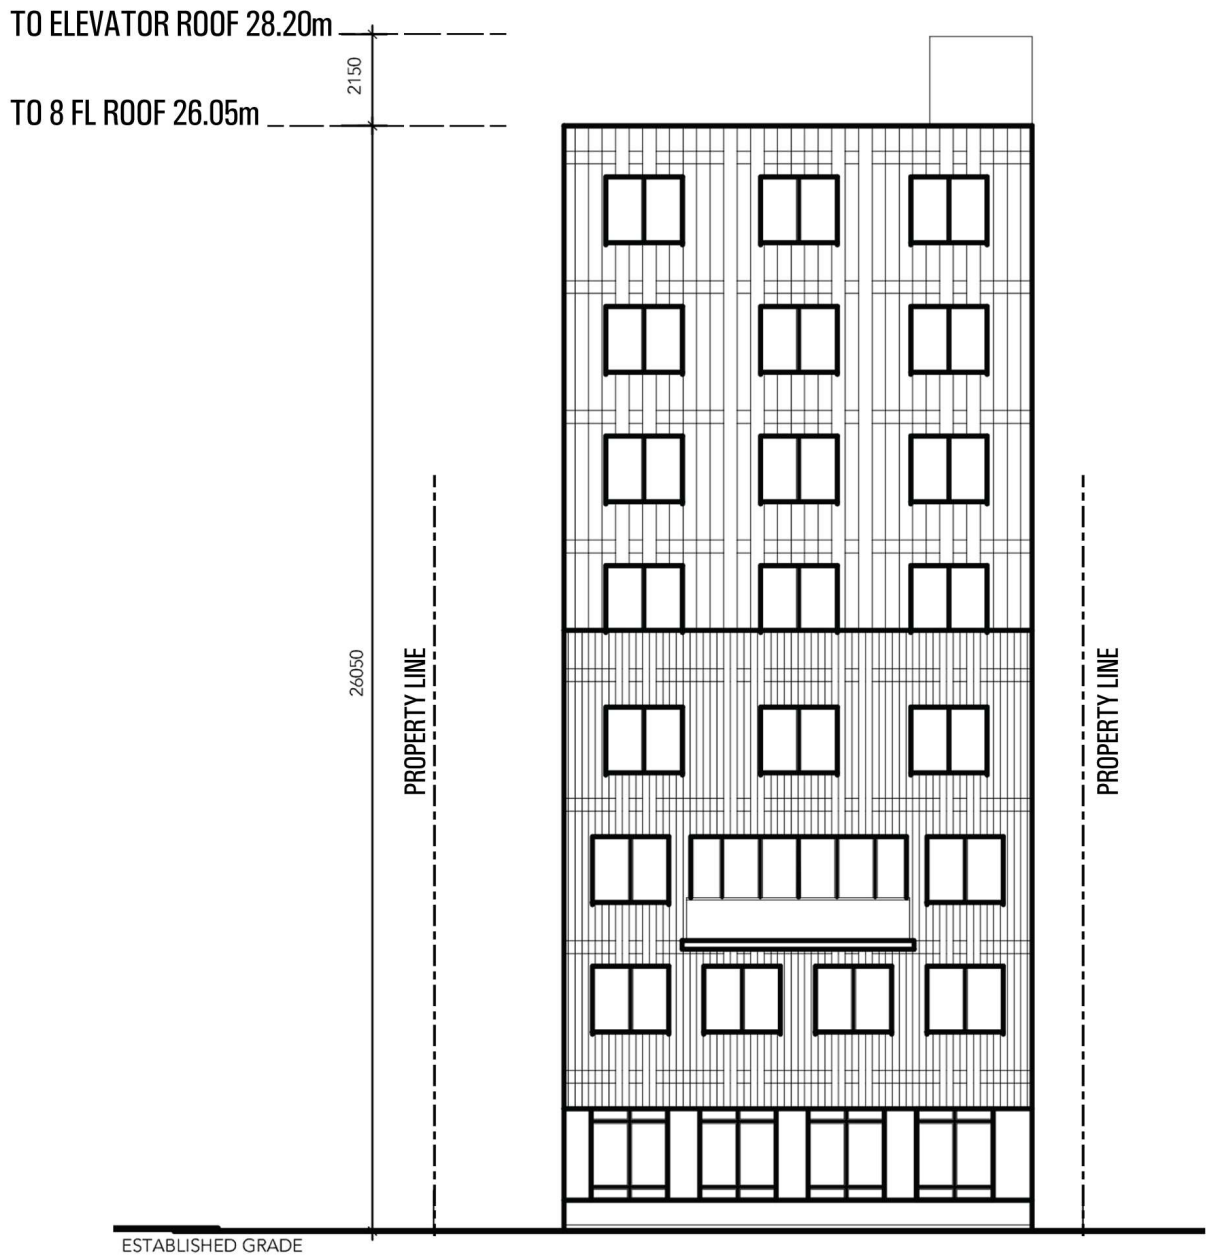 TO ELEVATOR ROOF 28.20m
2150
TO 8 FL ROOF 26.05m
26050
PROPERTY LINE
PROPERTY LINE
ESTABLISHED GRADE